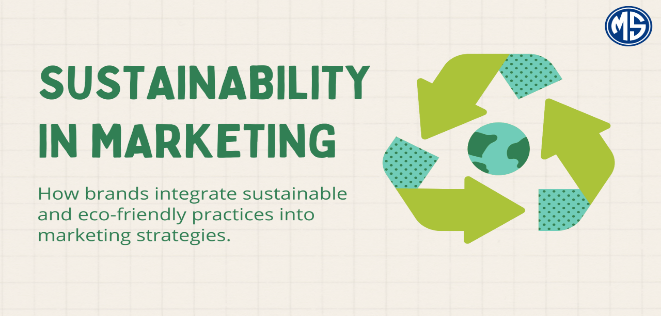 MS
SUSTAINABILITY
IN MARKETING
How brands integrate sustainable
and eco-friendly practices into
marketing strategies.